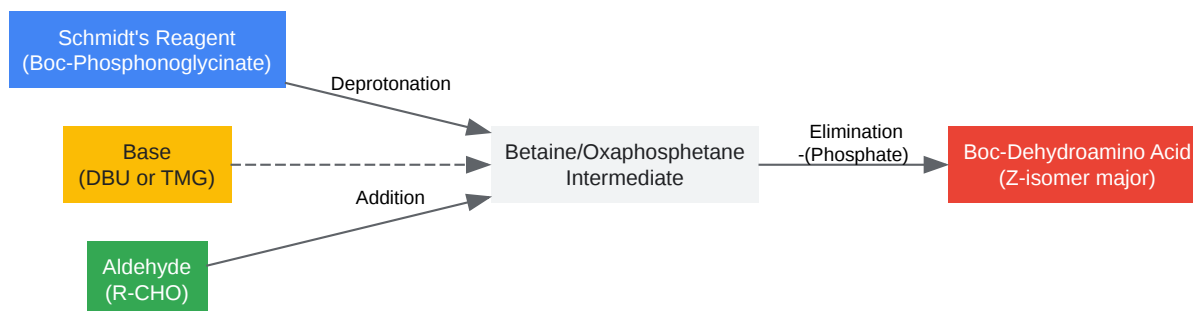 Schmidt's Reagent
(Boc-Phosphonoglycinate)
Deprotonation
Base
(DBU or TMG)
Addition
Aldehyde
(R-CHO)
Betaine/Oxaphosphetane
Intermediate
Elimination
-(Phosphate)
Boc-Dehydroamino Acid
(Z-isomer major)